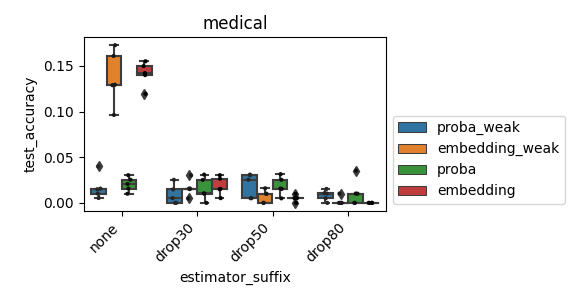 medical
test_accuracy
0.15
0.10
0.05
0.00
none
drop30
drop50
drop80
estimator_suffix
proba_weak
embedding_weak
proba
embedding